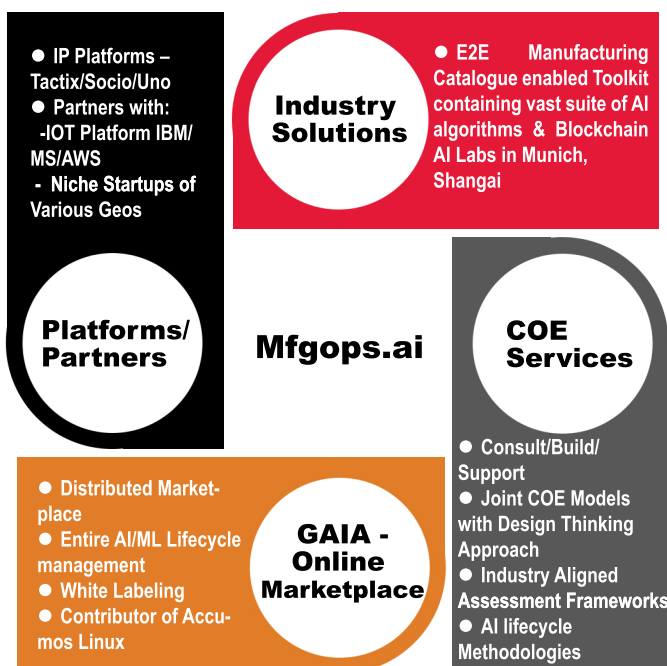 ● IP Platforms –
Tactix/Socio/Uno
● Partners with:
-IOT Platform IBM/
MS/AWS
- Niche Startups of
Various Geos
Platforms/
Partners
Industry
Solutions
● E2E Manufacturing
Catalogue enabled Toolkit
containing vast suite of AI
algorithms & Blockchain
AI Labs in Munich,
Shangai
Mfgops.ai
COE
Services
● Consult/Build/
Support
● Joint COE Models
with Design Thinking
Approach
● Industry Aligned
Assessment Frameworks
● AI lifecycle
Methodologies
● Distributed Market-
place
● Entire AI/ML Lifecycle
management
● White Labeling
● Contributor of Accu-
mos Linux
GAIA -
Online
Marketplace